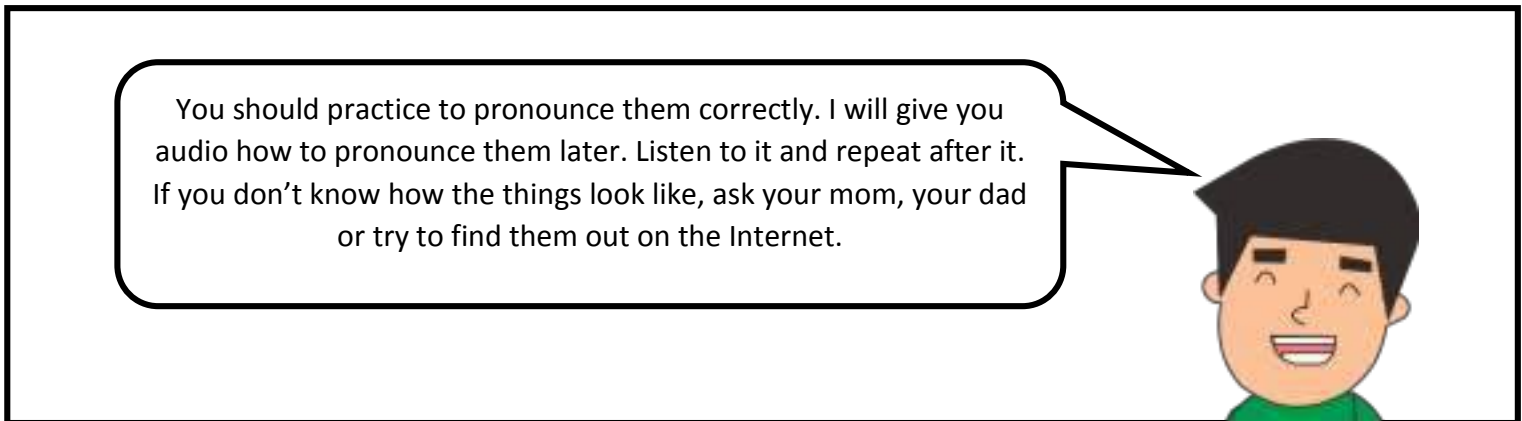 You should practice to pronounce them correctly. I will give you
audio how to pronounce them later. Listen to it and repeat after it.
If you don’t know how the things look like, ask your mom, your dad
or try to find them out on the Internet.